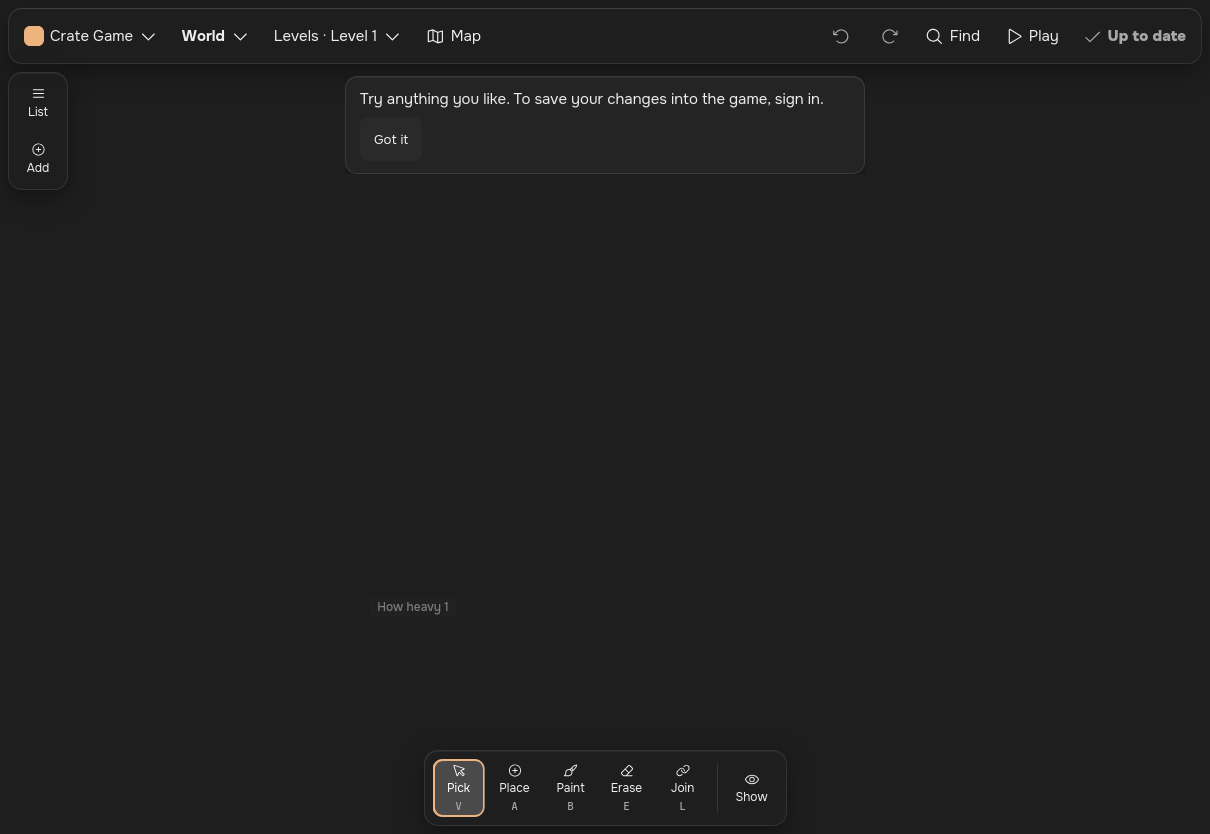 Crate Game World Levels · Level 1 Map Find Play Up to date
List
Add
Try anything you like. To save your changes into the game, sign in.
Got it
How heavy 1
Pick Place Paint Erase Join Show
V A B E L